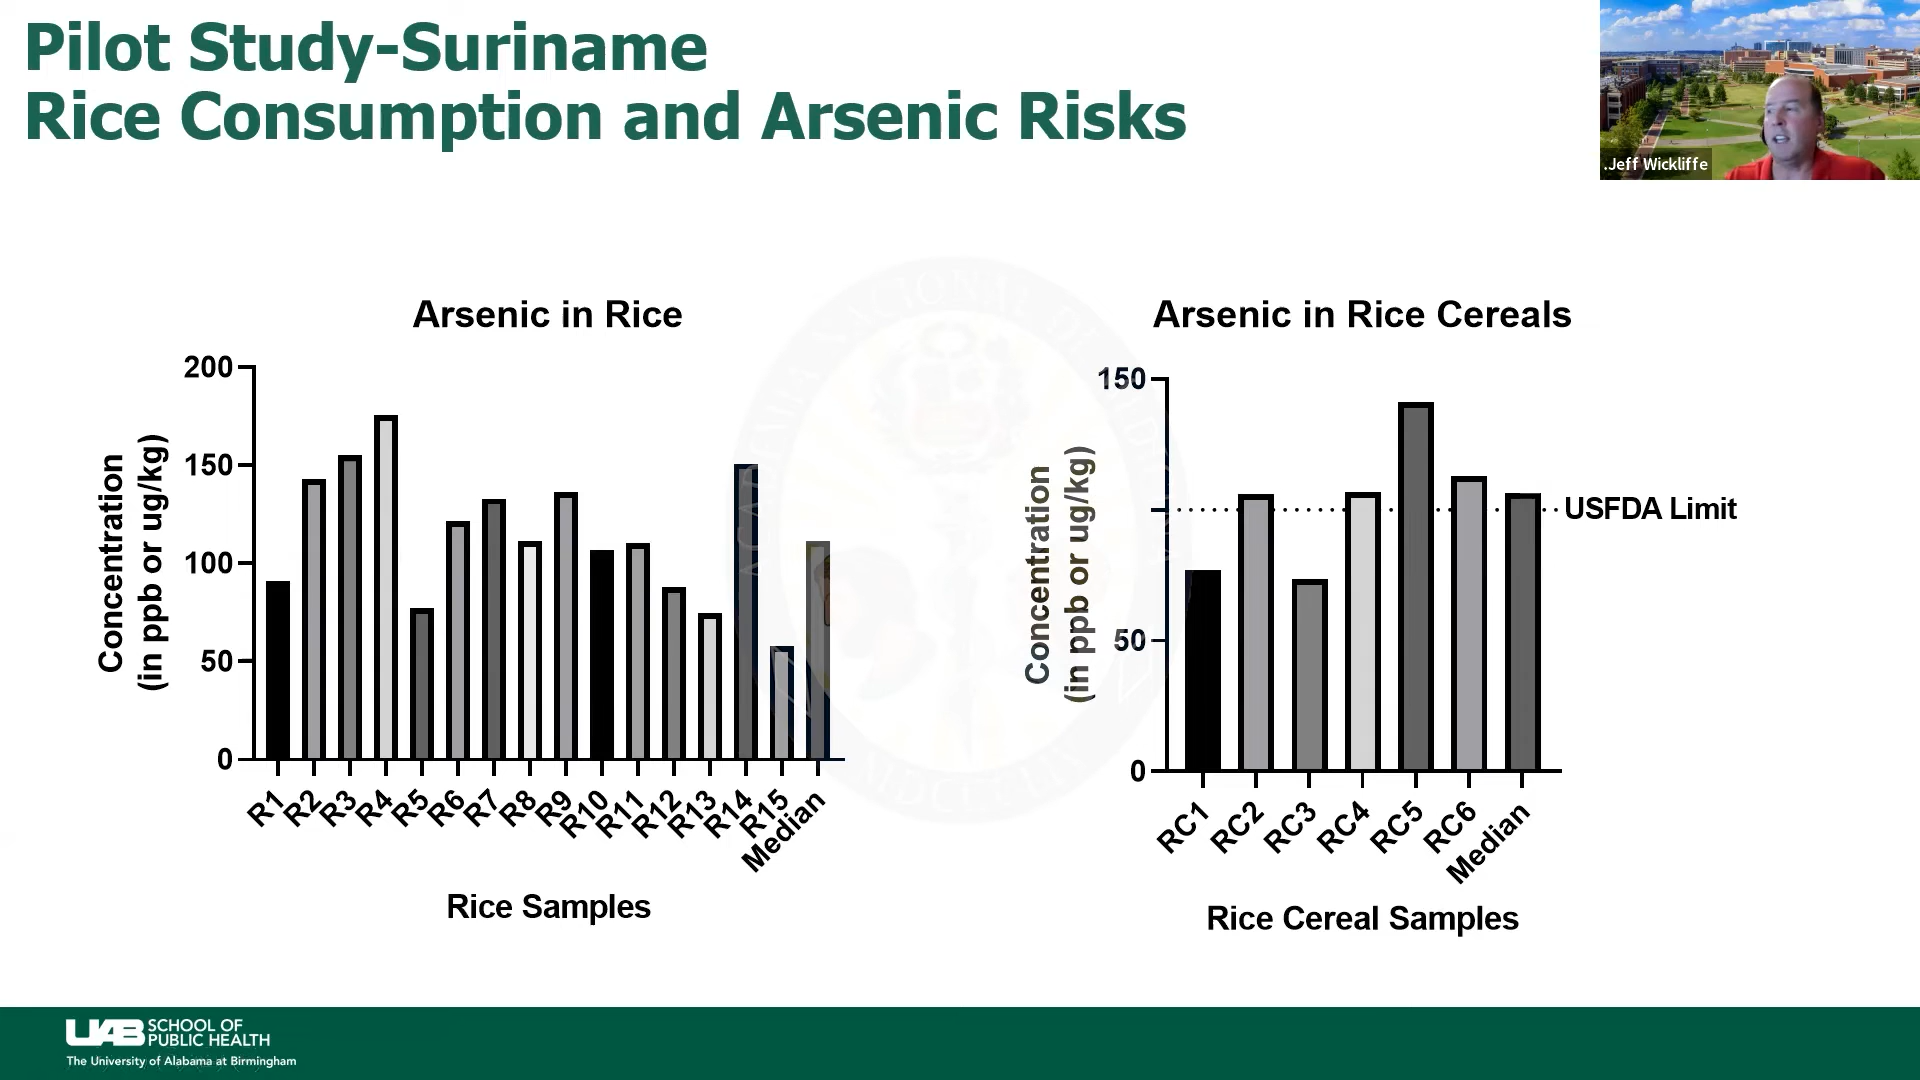 Pilot Study-Suriname
Rice Consumption and Arsenic Risks
.Jeff Wickliffe
Arsenic in Rice
Concentration
(in ppb or ug/kg)
200
150
100
50
0
R1
R2
R3
R4
R5
R6
R7
R8
R9
R10
R11
R12
R13
R14
R15
Median
Rice Samples
Arsenic in Rice Cereals
Concentration
(in ppb or ug/kg)
150
50
0
USFDA Limit
RC1
RC2
RC3
RC4
RC5
RC6
Median
Rice Cereal Samples
UAB SCHOOL OF
PUBLIC HEALTH
The University of Alabama at Birmingham